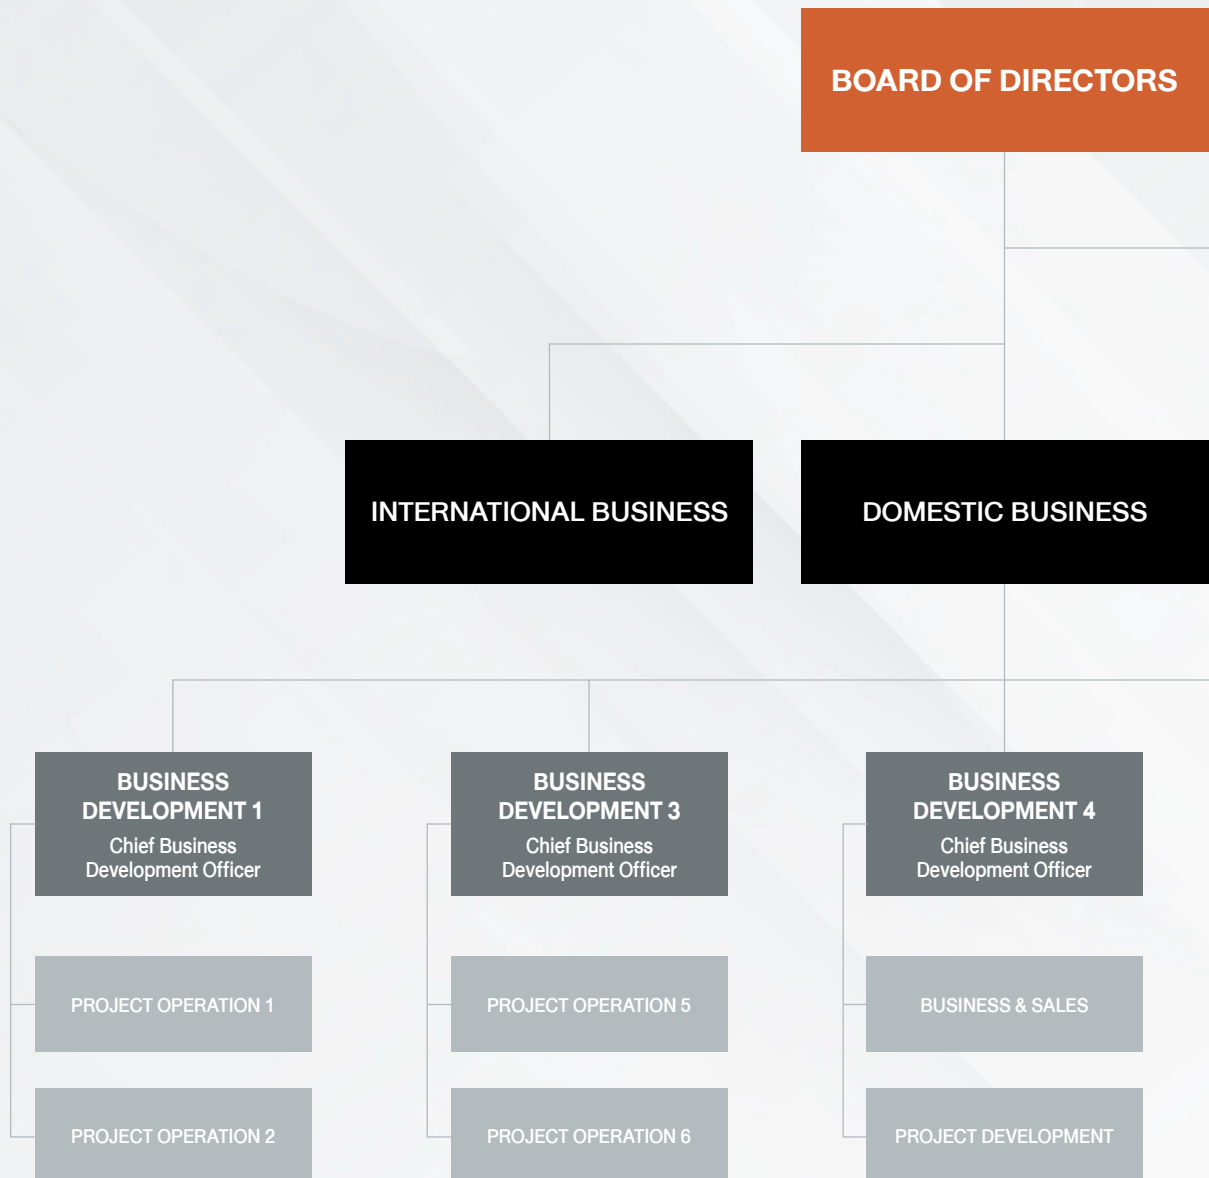 BOARD OF DIRECTORS
INTERNATIONAL BUSINESS
DOMESTIC BUSINESS
BUSINESS
DEVELOPMENT 1
Chief Business
Development Officer
BUSINESS
DEVELOPMENT 3
Chief Business
Development Officer
BUSINESS
DEVELOPMENT 4
Chief Business
Development Officer
PROJECT OPERATION 1
PROJECT OPERATION 5
BUSINESS & SALES
PROJECT OPERATION 2
PROJECT OPERATION 6
PROJECT DEVELOPMENT